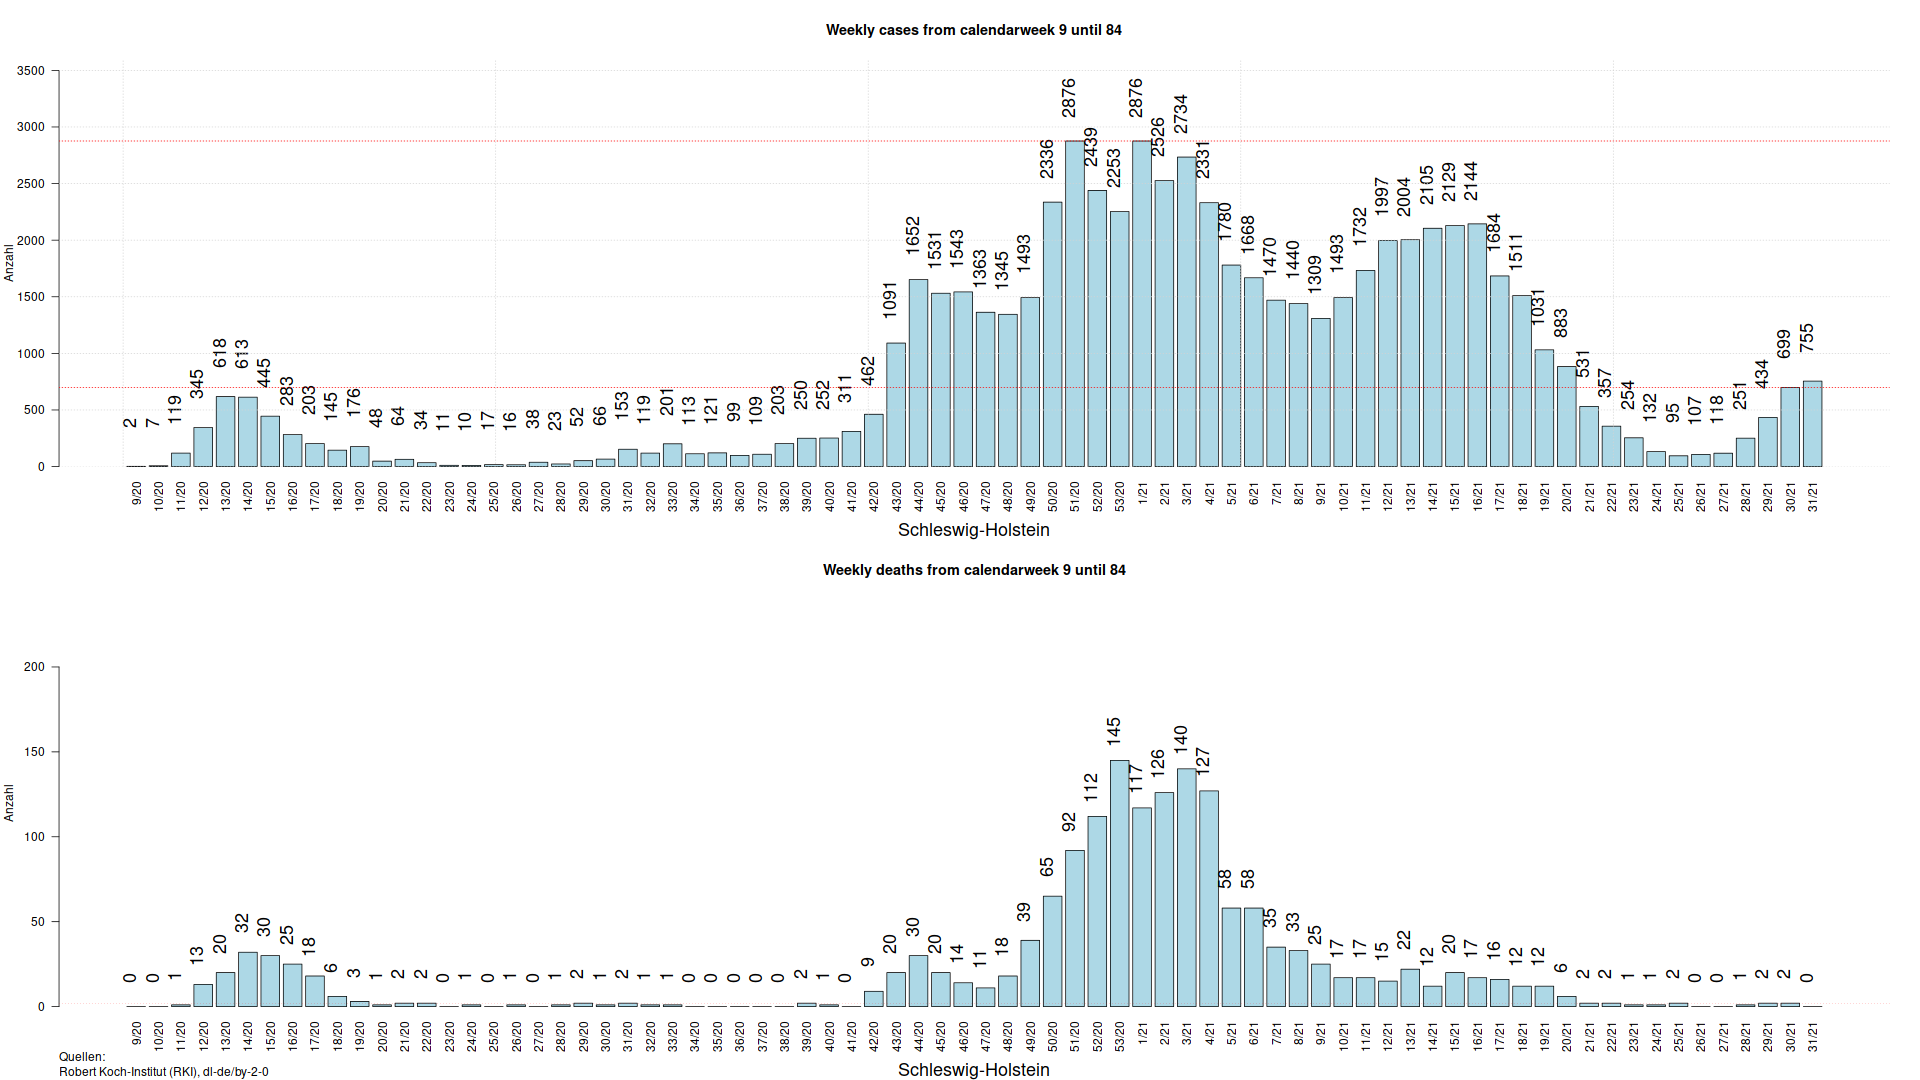 Weekly cases from calendarweek 9 until 84
Anzahl
3500
3000
2500
2000
1500
1000
500
0
2 7 119 345 618 613 445 283 203 145 176 48 64 34 11 10 17 16 38 23 52 66 153 119 201 113 121 99 109 203 250 252 311 462 1091 1652 1531 1543 1363 1345 1493 2336 2876 2439 2253 2876 2526 2734 2331 1780 1668 1470 1440 1309 1493 1732 1997 2004 2105 2129 2144 1684 1511 1031 883 531 357 254 132 95 107 118 251 434 699 755
9/20 10/20 11/20 12/20 13/20 14/20 15/20 16/20 17/20 18/20 19/20 20/20 21/20 22/20 23/20 24/20 25/20 26/20 27/20 28/20 29/20 30/20 31/20 32/20 33/20 34/20 35/20 36/20 37/20 38/20 39/20 40/20 41/20 42/20 43/20 44/20 45/20 46/20 47/20 48/20 49/20 50/20 51/20 52/20 53/20 1/21 2/21 3/21 4/21 5/21 6/21 7/21 8/21 9/21 10/21 11/21 12/21 13/21 14/21 15/21 16/21 17/21 18/21 19/21 20/21 21/21 22/21 23/21 24/21 25/21 26/21 27/21 28/21 29/21 30/21 31/21
Schleswig-Holstein
Weekly deaths from calendarweek 9 until 84
Anzahl
200
150
100
50
0
0 0 1 13 20 32 30 25 18 6 3 1 2 2 0 1 0 1 0 1 2 1 2 1 1 0 0 0 0 0 2 1 0 9 20 30 20 14 11 18 39 65 92 112 145 117 126 140 127 58 58 35 33 25 17 17 15 22 12 20 17 16 12 12 6 2 2 1 1 2 0 0 1 2 2 0
9/20 10/20 11/20 12/20 13/20 14/20 15/20 16/20 17/20 18/20 19/20 20/20 21/20 22/20 23/20 24/20 25/20 26/20 27/20 28/20 29/20 30/20 31/20 32/20 33/20 34/20 35/20 36/20 37/20 38/20 39/20 40/20 41/20 42/20 43/20 44/20 45/20 46/20 47/20 48/20 49/20 50/20 51/20 52/20 53/20 1/21 2/21 3/21 4/21 5/21 6/21 7/21 8/21 9/21 10/21 11/21 12/21 13/21 14/21 15/21 16/21 17/21 18/21 19/21 20/21 21/21 22/21 23/21 24/21 25/21 26/21 27/21 28/21 29/21 30/21 31/21
Schleswig-Holstein
Quellen:
Robert Koch-Institut (RKI), dl-de/by-2-0